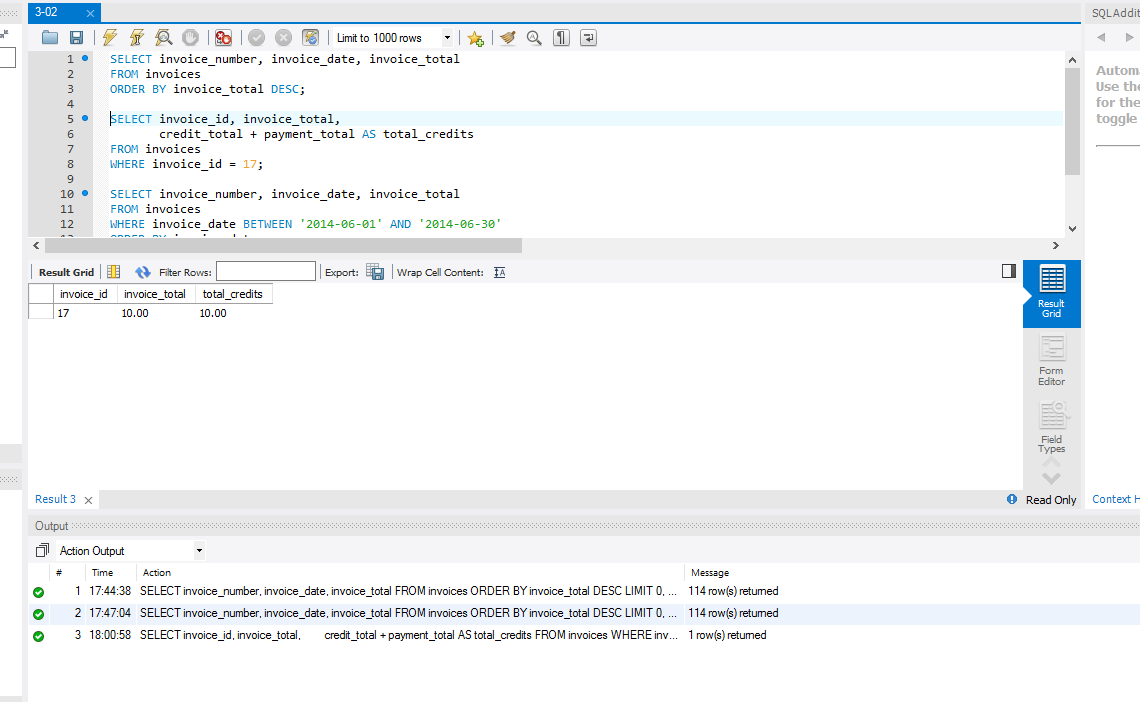 3-02
SQLAddit
Limit to 1000 rows
Automa
Use the
for the
toggle
1 SELECT invoice_number, invoice_date, invoice_total
2 FROM invoices
3 ORDER BY invoice_total DESC;
4
5 SELECT invoice_id, invoice_total,
6 credit_total + payment_total AS total_credits
7 FROM invoices
8 WHERE invoice_id = 17;
9
10 SELECT invoice_number, invoice_date, invoice_total
11 FROM invoices
12 WHERE invoice_date BETWEEN '2014-06-01' AND '2014-06-30'
Result Grid Filter Rows: Export: Wrap Cell Content: IA
invoice_id invoice_total total_credits
17 10.00 10.00
Result
Grid
Form
Editor
Field
Types
Result 3
Read Only
Context H
Output
Action Output
# Time Action Message
1 17:44:38 SELECT invoice_number, invoice_date, invoice_total FROM invoices ORDER BY invoice_total DESC LIMIT 0, ... 114 row(s) returned
2 17:47:04 SELECT invoice_number, invoice_date, invoice_total FROM invoices ORDER BY invoice_total DESC LIMIT 0, ... 114 row(s) returned
3 18:00:58 SELECT invoice_id, invoice_total, credit_total + payment_total AS total_credits FROM invoices WHERE inv... 1 row(s) returned